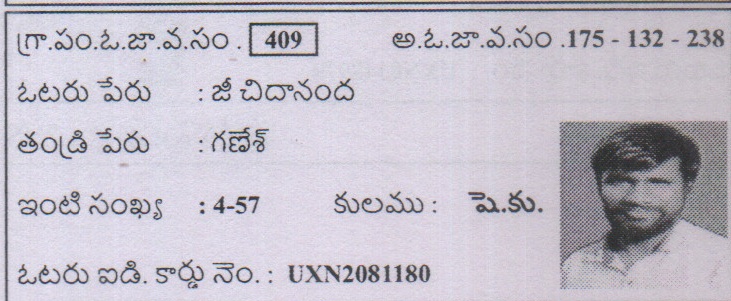 గ్రా.పం.ఓ.జా.వ.సం . 409 అ.ఓ.జా.వ.సం .175 - 132 - 238
ఓటరు పేరు : జీ చిదానంద
తండ్రి పేరు : గణేశ్
ఇంటి సంఖ్య : 4-57 కులము : షె.కు.
ఓటరు ఐడి. కార్డు నెం. : UXN2081180